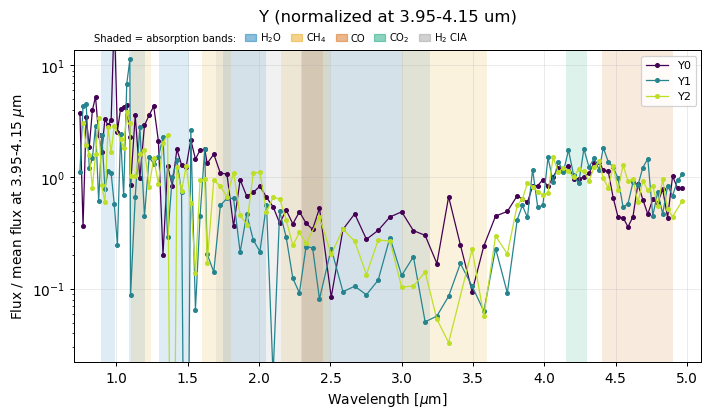 Y (normalized at 3.95-4.15 um)
Shaded = absorption bands: H₂O CH₄ CO CO₂ H₂ CIA
Y0
Y1
Y2
10¹
10⁰
10⁻¹
Flux / mean flux at 3.95-4.15 μm
1.0 1.5 2.0 2.5 3.0 3.5 4.0 4.5 5.0
Wavelength [μm]